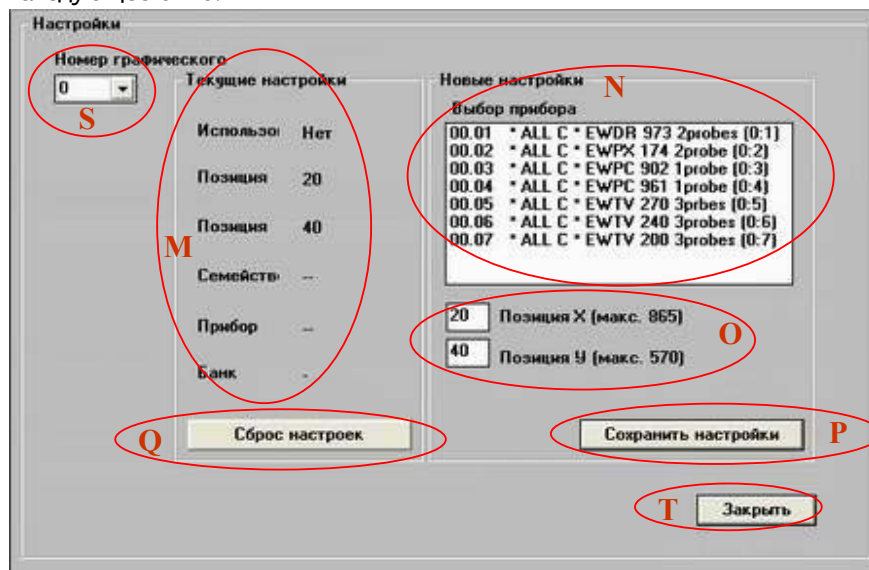 Настройки
Номер графического
0
S
Текущие настройки
Использо Нет
Позиция 20
Позиция 40
M
Семейств --
Прибор --
Банк -
Q
Сброс настроек
Новые настройки
N
Выбор прибора
00.01 * ALL C * EWDR 973 2probes (0:1)
00.02 * ALL C * EWPX 174 2probe (0:2)
00.03 * ALL C * EWPC 902 1probe (0:3)
00.04 * ALL C * EWPC 961 1probe (0:4)
00.05 * ALL C * EWTV 270 3prbes (0:5)
00.06 * ALL C * EWTV 240 3probes (0:6)
00.07 * ALL C * EWTV 200 3probes (0:7)
20 Позиция X (макс. 865)
O
40 Позиция У (макс. 570)
Сохранить настройки
P
T
Закрыть